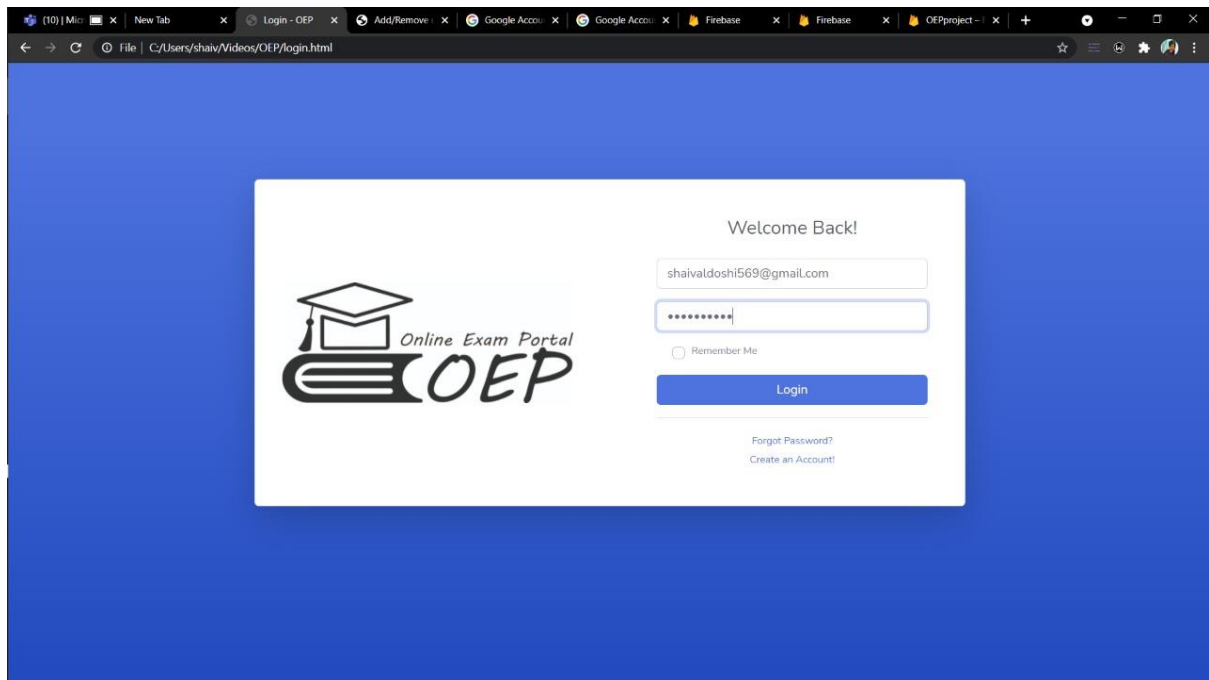 (10) | Micr
New Tab
Login - OEP
Add/Remove
Google Accou
Google Accou
Firebase
Firebase
OEPproject –
File | C:/Users/shaiv/Videos/OEP/login.html
Welcome Back!
shaivaldoshi569@gmail.com
Online Exam Portal
OEP
Remember Me
Login
Forgot Password?
Create an Account!